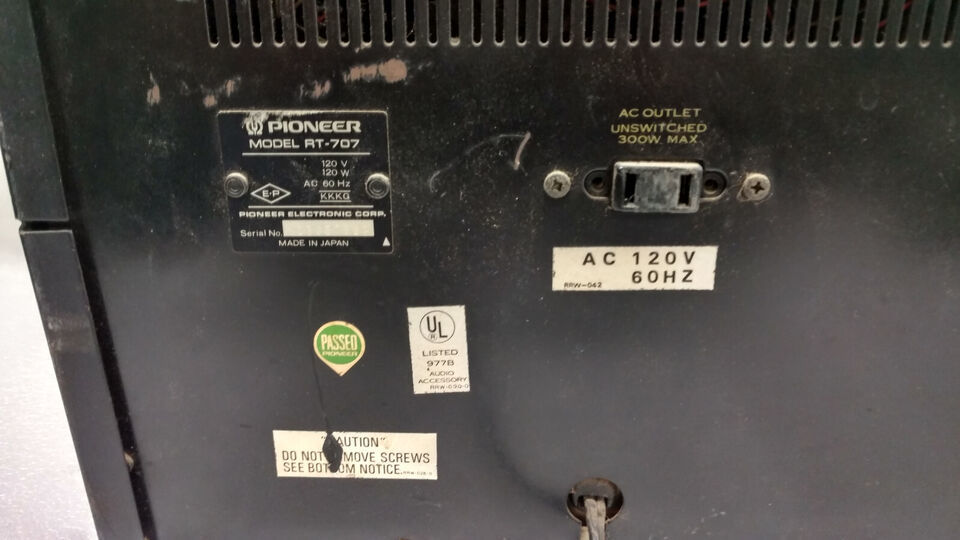 PIONEER
MODEL RT-707
120 V
120 W
AC 60 Hz
KKKG
E-P
PIONEER ELECTRONIC CORP.
Serial No.
MADE IN JAPAN
AC OUTLET
UNSWITCHED
300W MAX
AC 120V
60HZ
RRW-042
PASSED
PIONEER
UL
LISTED
977B
AUDIO
ACCESSORY
"CAUTION"
DO NOT REMOVE SCREWS
SEE BOTTOM NOTICE.